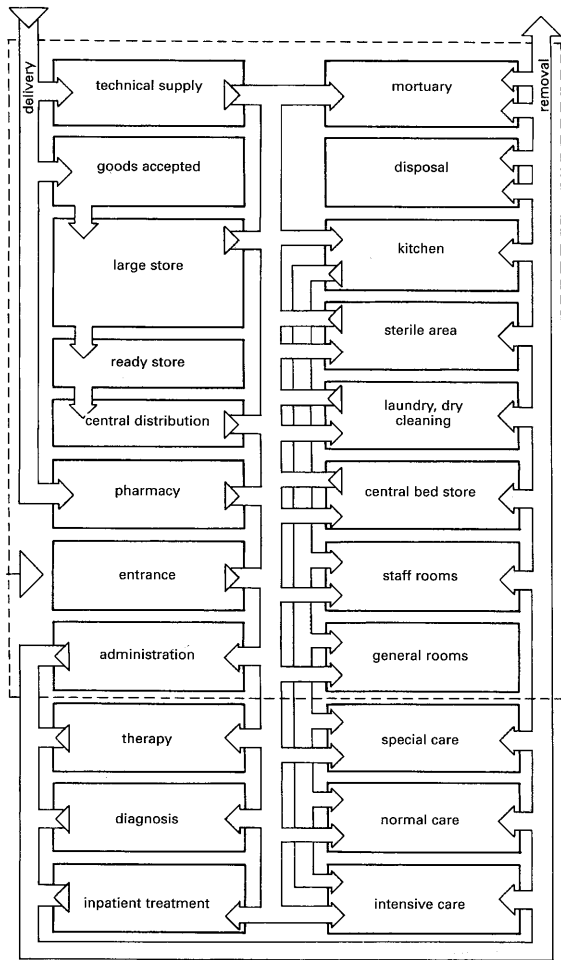 delivery
removal
technical supply
mortuary
goods accepted
disposal
large store
kitchen
sterile area
ready store
laundry, dry
cleaning
central distribution
pharmacy
central bed store
entrance
staff rooms
administration
general rooms
therapy
special care
diagnosis
normal care
inpatient treatment
intensive care